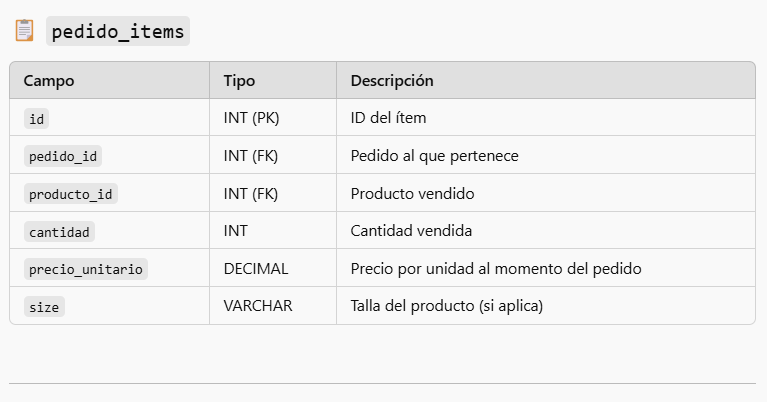 pedido_items
Campo Tipo Descripción
id INT (PK) ID del ítem
pedido_id INT (FK) Pedido al que pertenece
producto_id INT (FK) Producto vendido
cantidad INT Cantidad vendida
precio_unitario DECIMAL Precio por unidad al momento del pedido
size VARCHAR Talla del producto (si aplica)